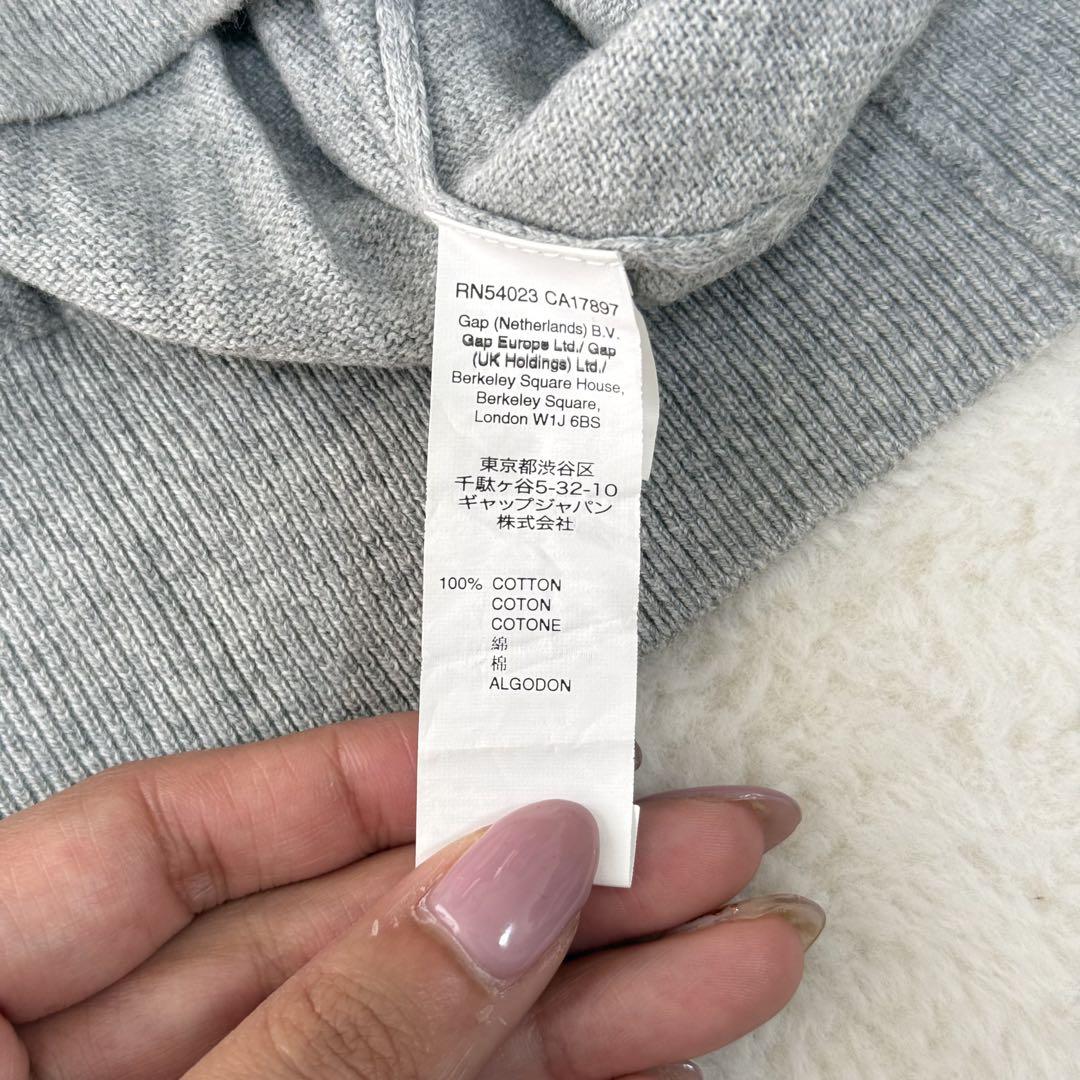 RN54023 CA17897
Gap (Netherlands) B.V.
Gap Europe Ltd./ Gap
(UK Holdings) Ltd./
Berkeley Square House,
Berkeley Square,
London W1J 6BS
東京都渋谷区
千駄ヶ谷5-32-10
ギャップジャパン
株式会社
100% COTTON
COTON
COTONE
綿
棉
ALGODON